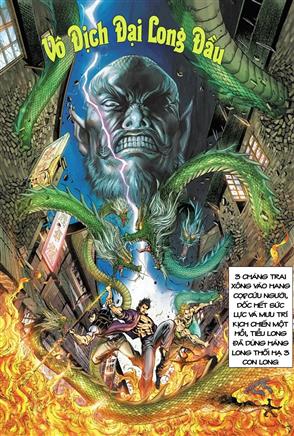 Vô Địch Đại Long Đầu
3 CHÀNG TRAI
XÔNG VÀO HANG
CỌP CỨU NGƯỜI,
DỐC HẾT SỨC
LỰC VÀ MƯU TRÍ
KỊCH CHIẾN MỘT
HỒI, TIỂU LONG
ĐÃ DÙNG HÁNG
LONG THỐI HẠ 3
CON LONG